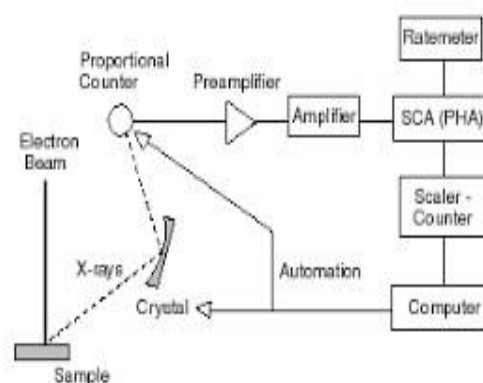 Ratemeter
Proportional
Counter
Preamplifier
Amplifier
SCA (PHA)
Electron
Beam
Scaler -
Counter
X-rays
Automation
Crystal
Computer
Sample